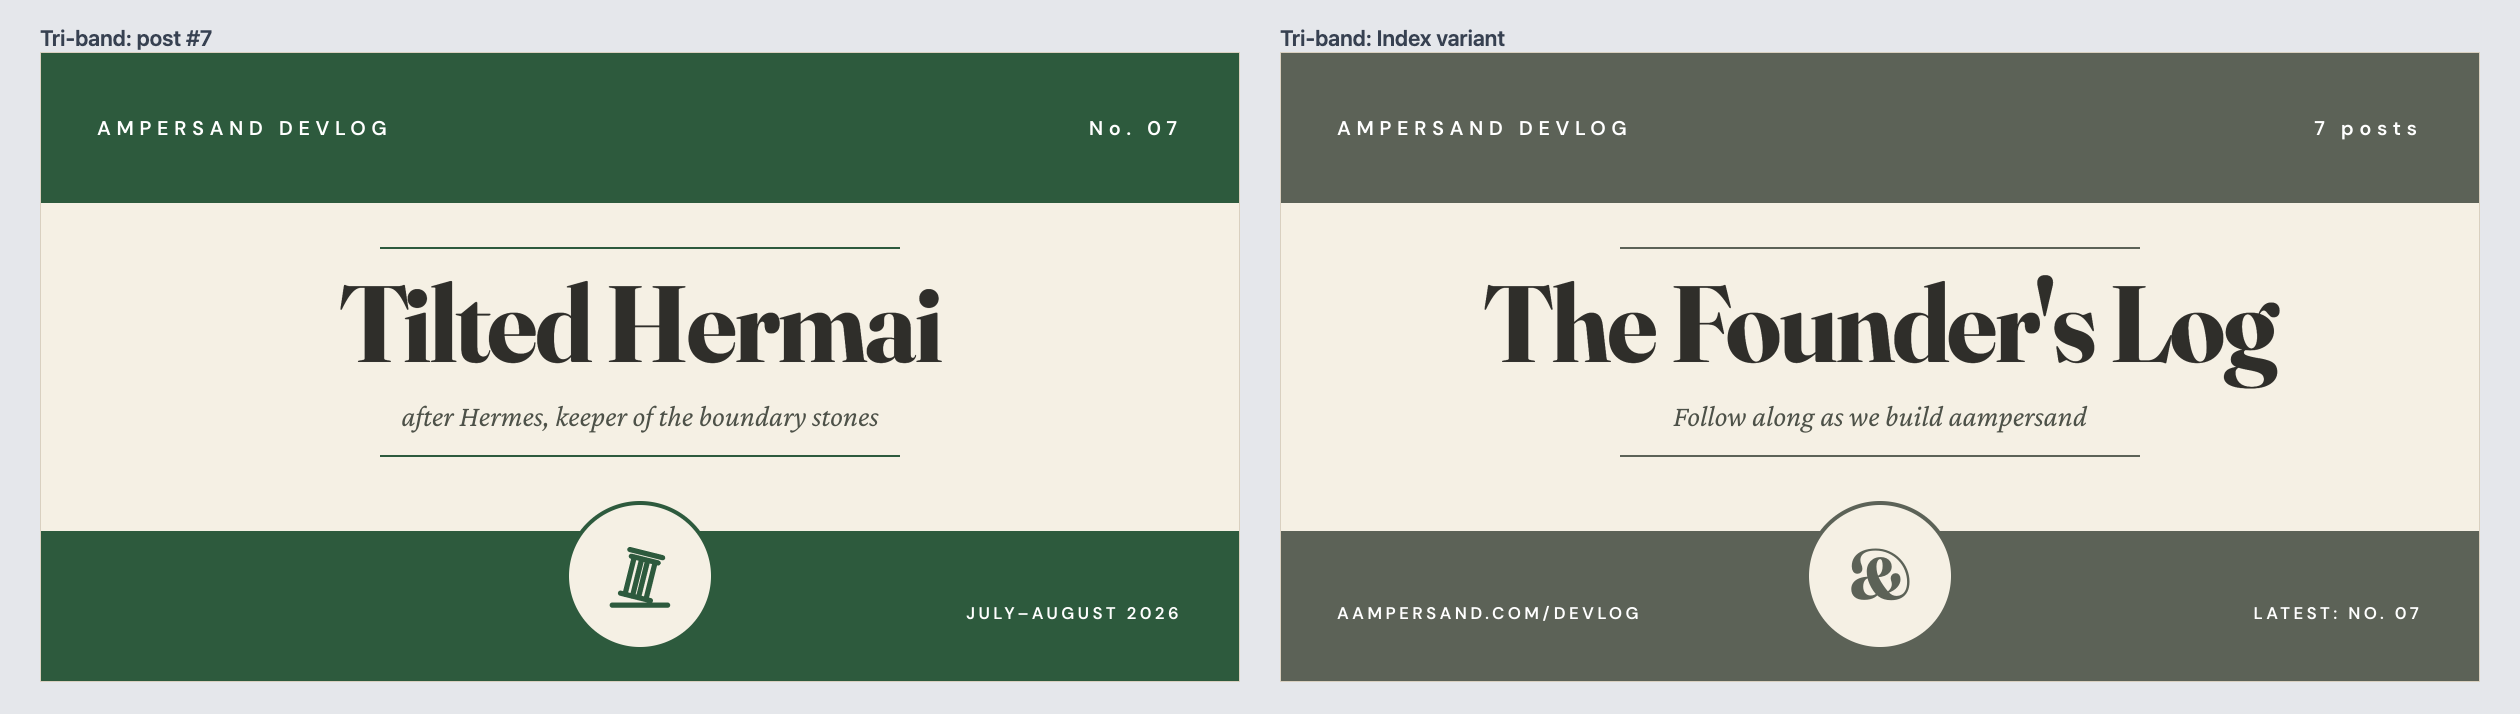 Tri-band: post #7
AMPERSAND DEVLOG
No. 07
Tilted Hermai
after Hermes, keeper of the boundary stones
JULY–AUGUST 2026
Tri-band: Index variant
AMPERSAND DEVLOG
7 posts
The Founder's Log
Follow along as we build aampersand
&
AAMPERSAND.COM/DEVLOG
LATEST: NO. 07